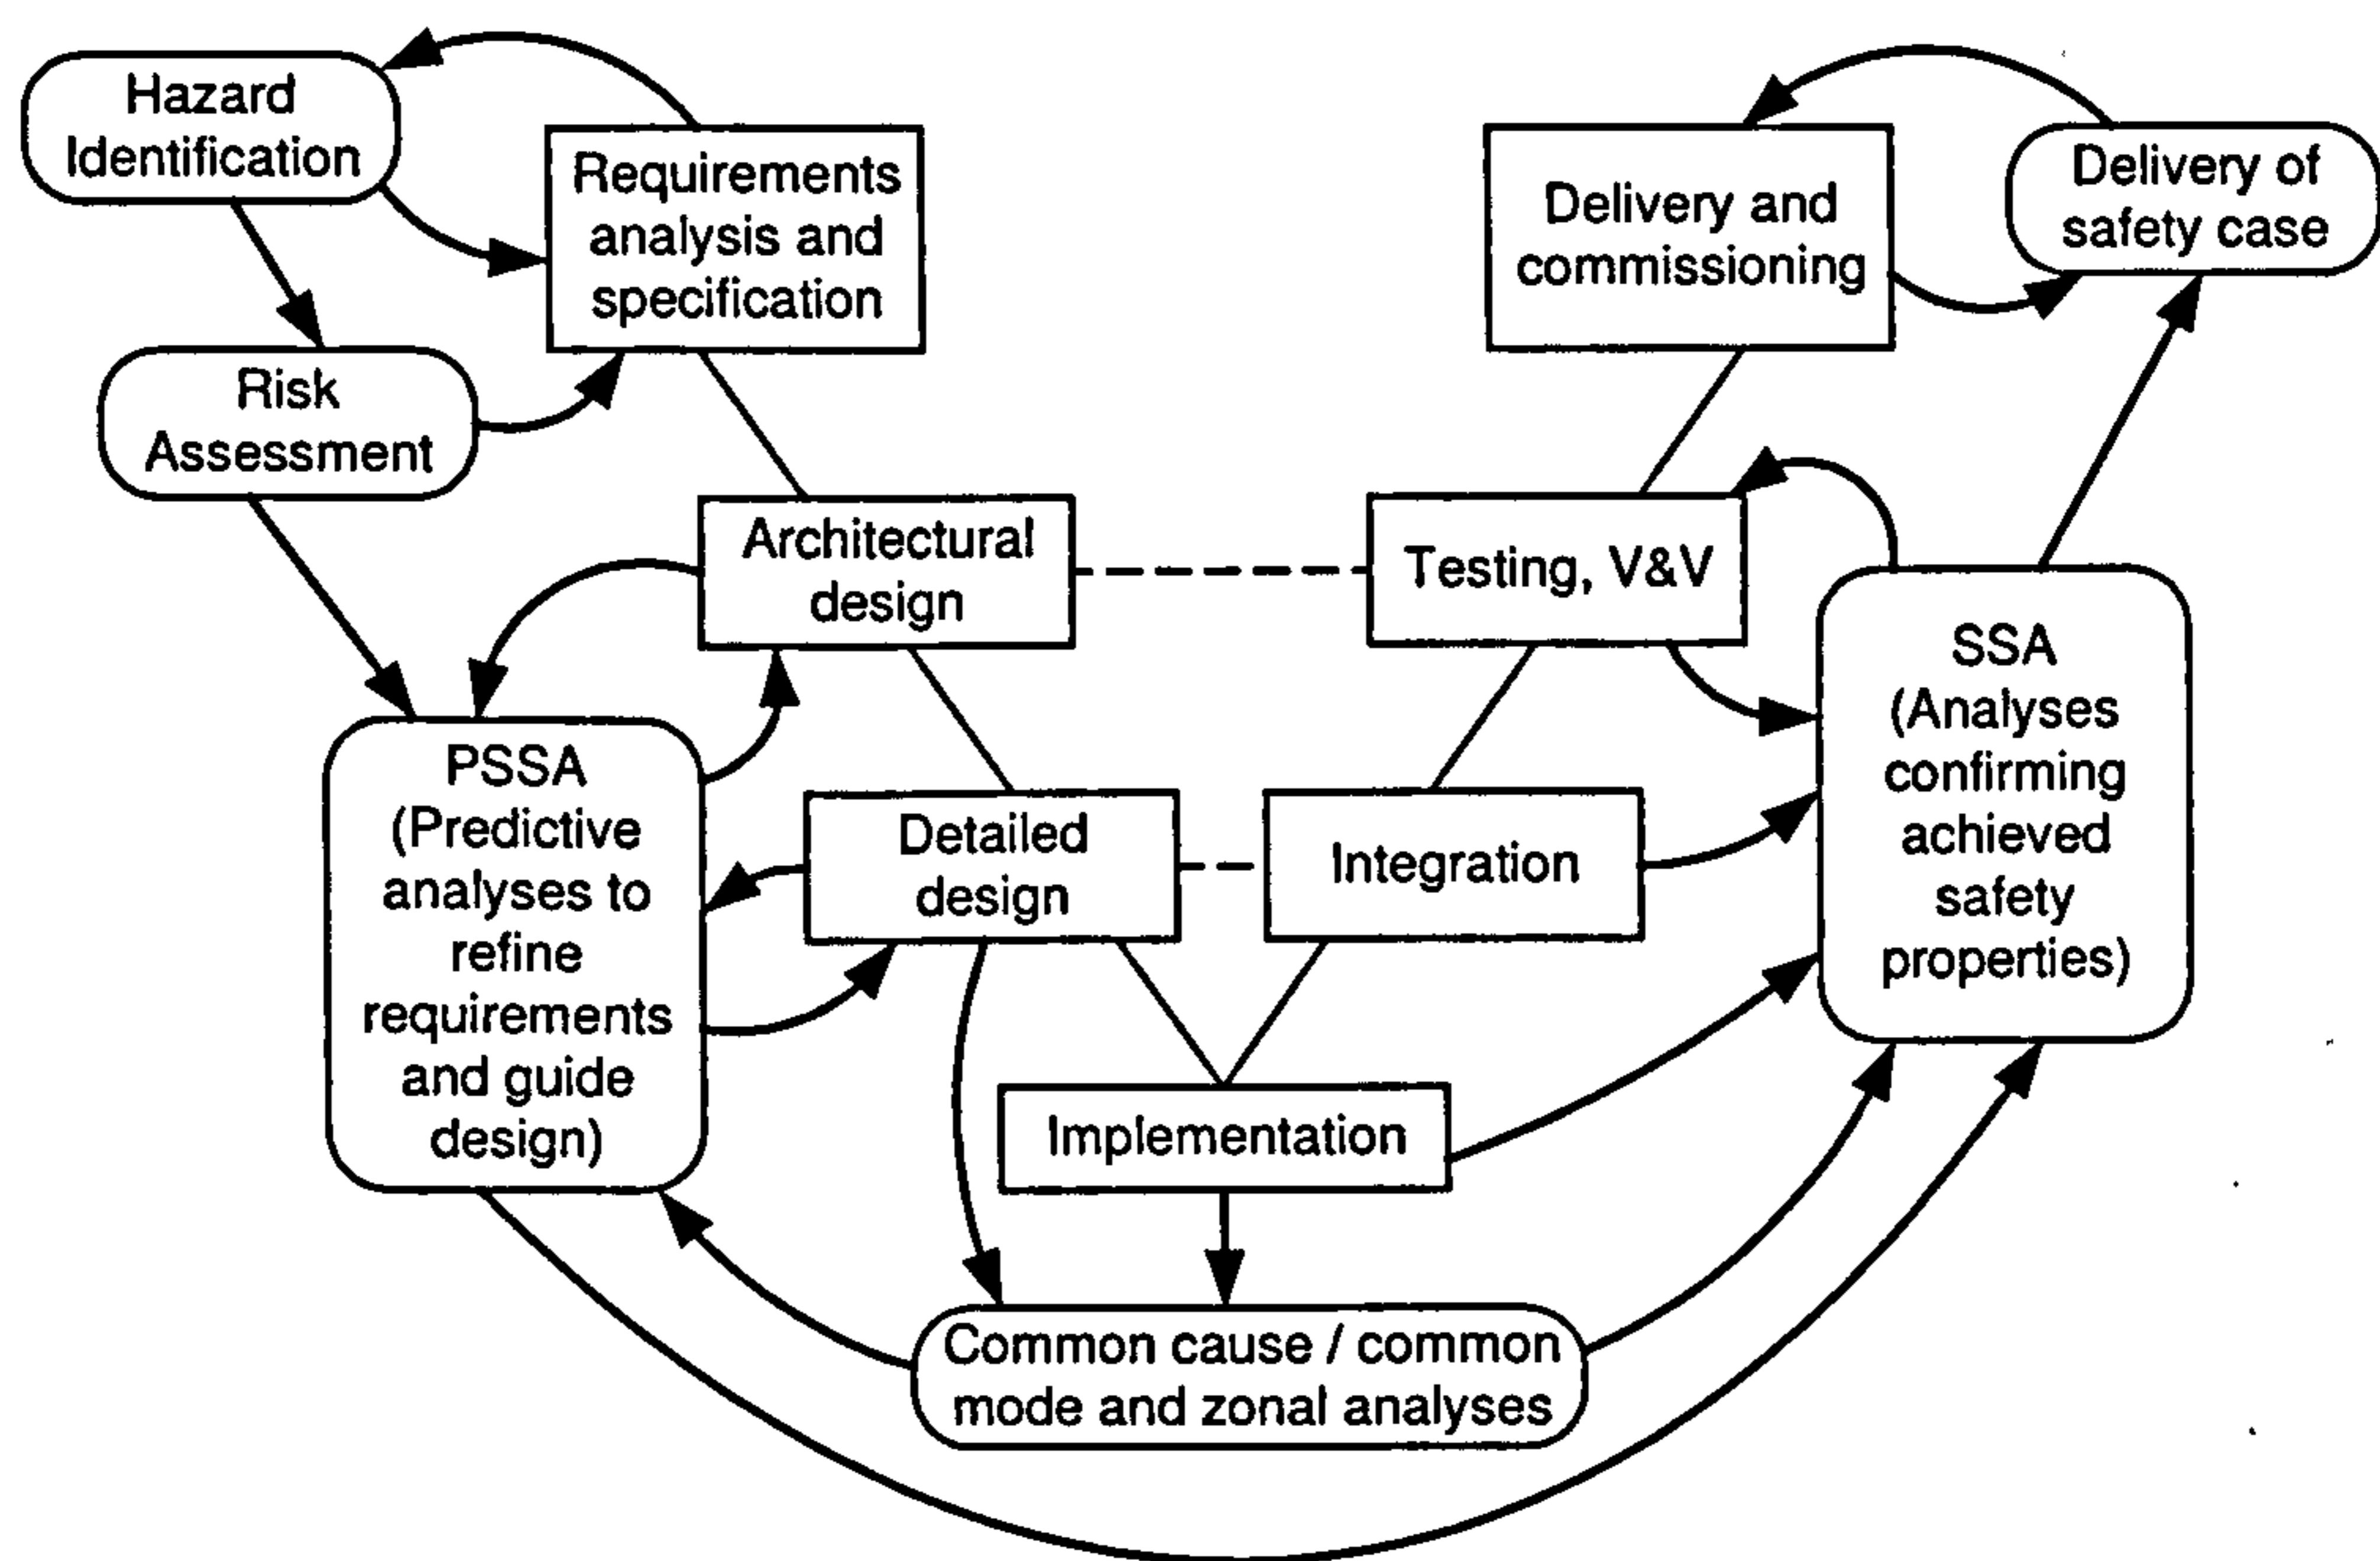 Hazard
Identification
Requirements
analysis and
specification
Delivery and
commissioning
Delivery of
safety case
Risk
Assessment
Architectural
design
Testing, V&V
SSA
(Analyses
confirming
achieved
safety
properties)
PSSA
(Predictive
analyses to
refine
requirements
and guide
design)
Detailed
design
Integration
Implementation
Common cause / common
mode and zonal analyses